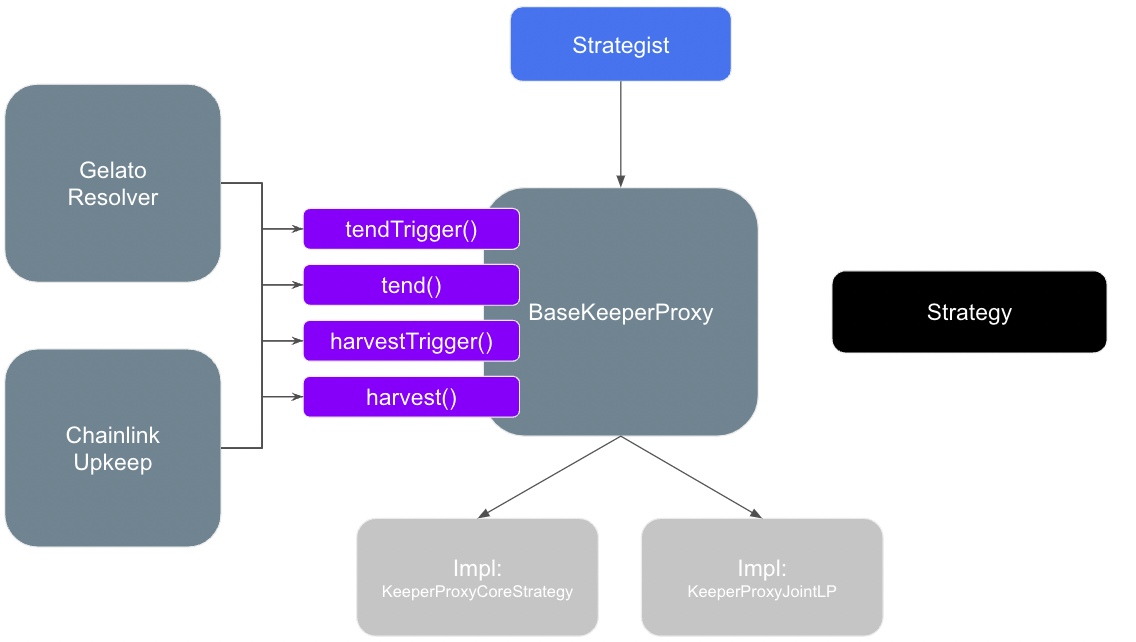 Strategist
Gelato
Resolver
tendTrigger()
tend()
BaseKeeperProxy
Strategy
harvestTrigger()
harvest()
Chainlink
Upkeep
Impl:
KeeperProxyCoreStrategy
Impl:
KeeperProxyJointLP